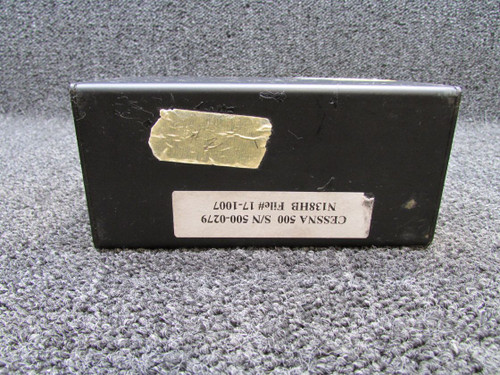 CESSNA 500 S/N 500-0279
N138HB File# 17-1007